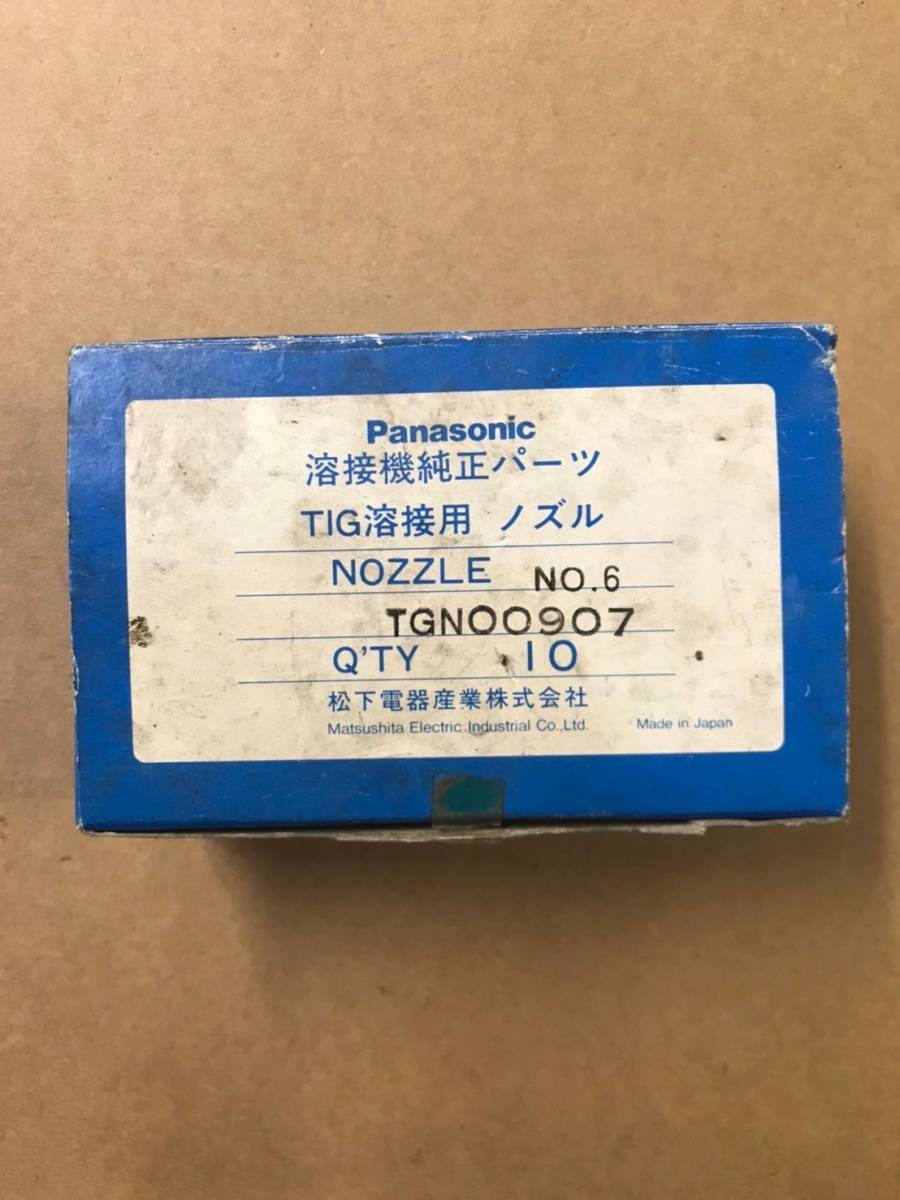 Panasonic
溶接機純正パーツ
TIG溶接用 ノズル
NOZZLE NO.6
TGN00907
Q'TY 10
松下電器産業株式会社
Matsushita Electric Industrial Co.,Ltd. Made in Japan